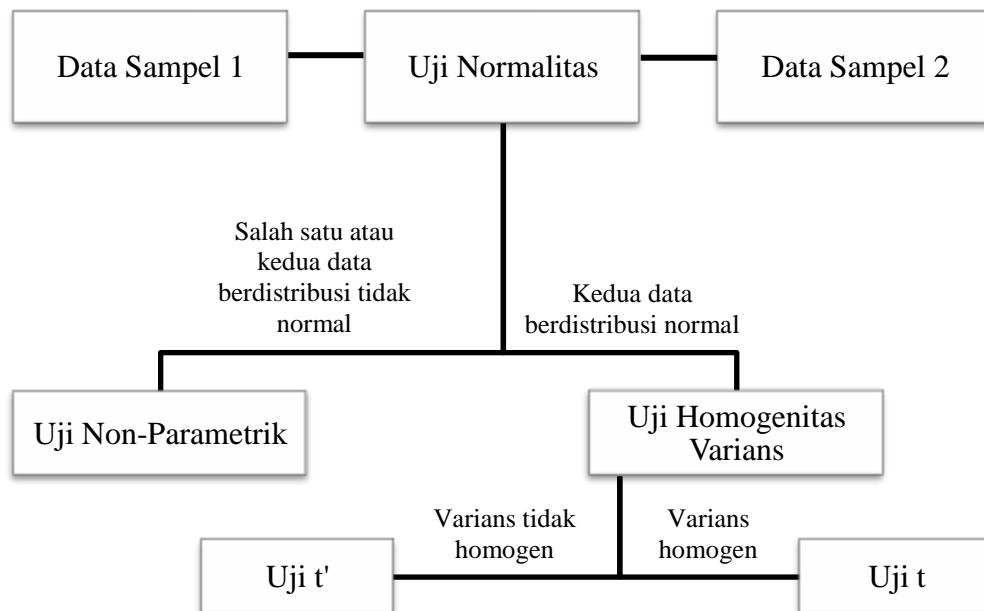 Data Sampel 1
Uji Normalitas
Data Sampel 2
Salah satu atau
kedua data
berdistribusi tidak
normal
Kedua data
berdistribusi normal
Uji Non-Parametrik
Uji Homogenitas
Varians
Varians tidak
homogen
Varians
homogen
Uji t'
Uji t